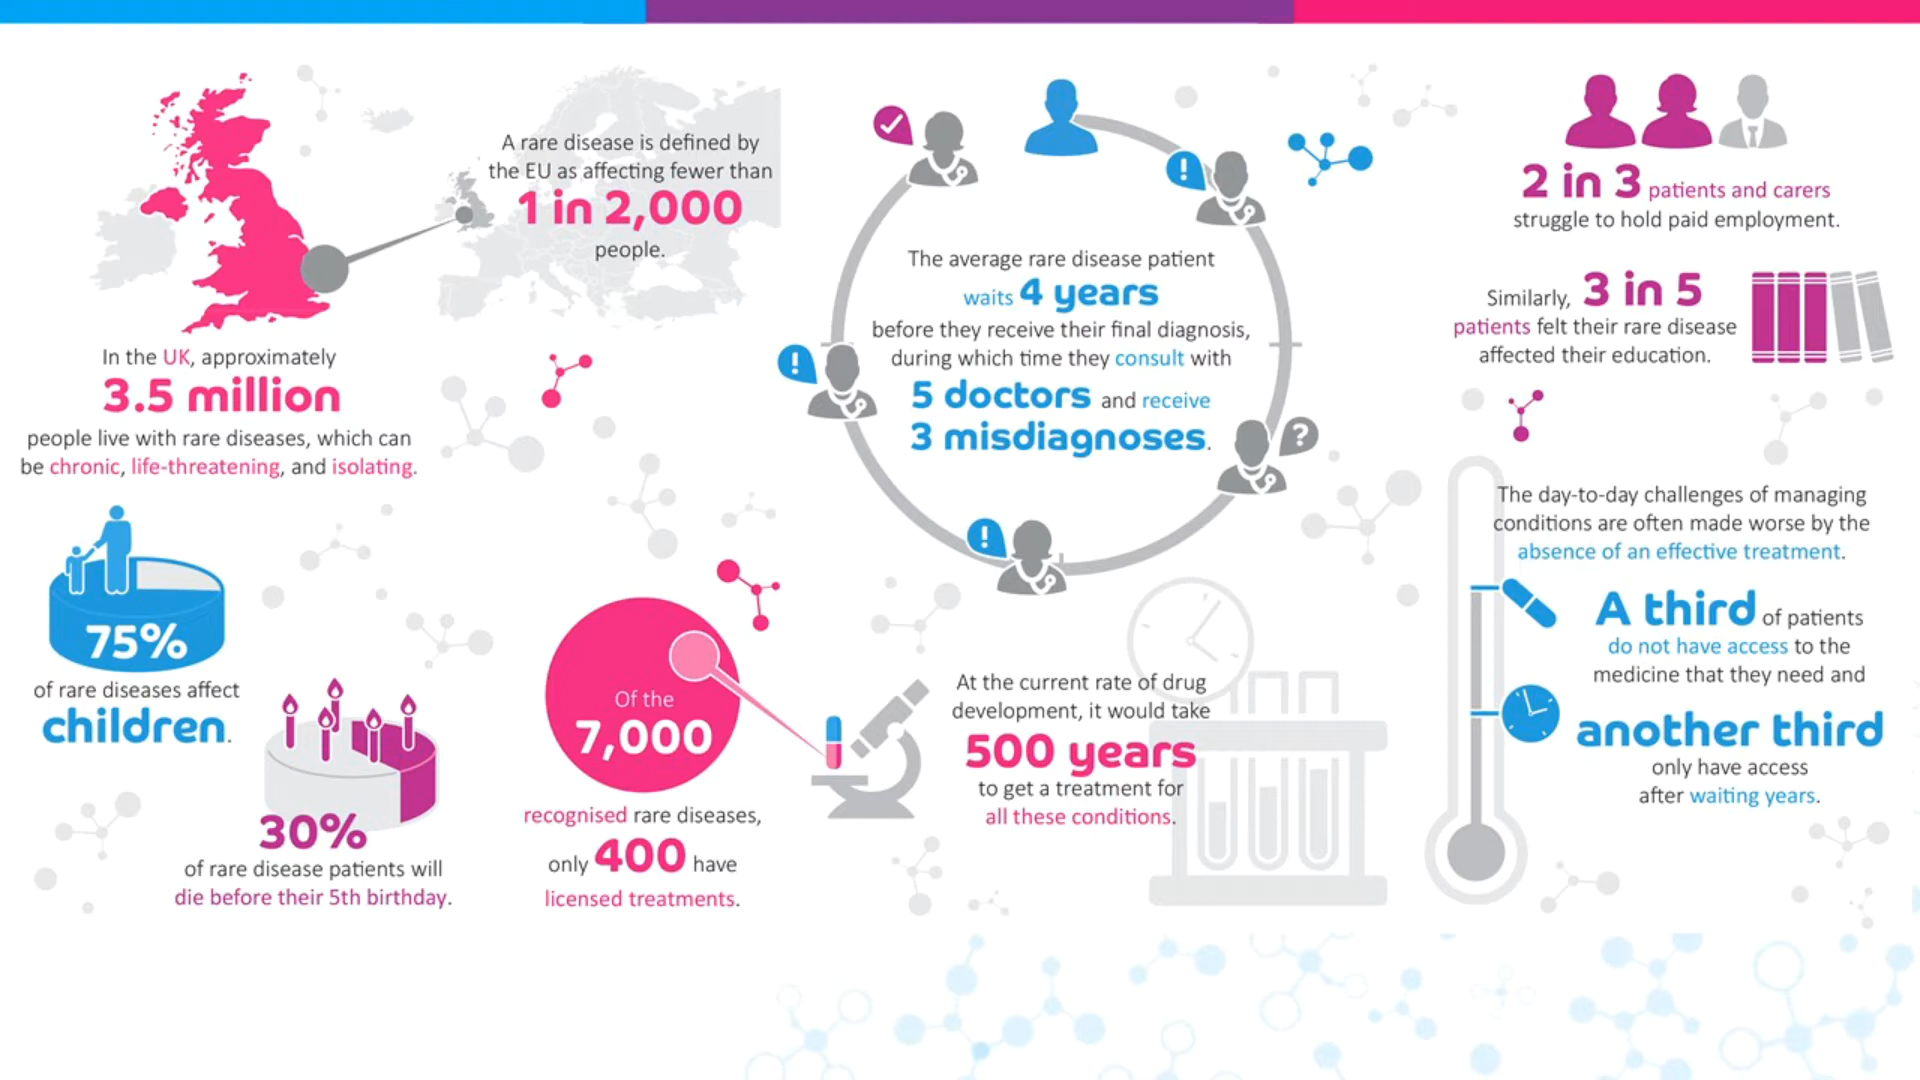 A rare disease is defined by
the EU as affecting fewer than
1 in 2,000
people.
In the UK, approximately
3.5 million
people live with rare diseases, which can
be chronic, life-threatening, and isolating.
75%
of rare diseases affect
children.
30%
of rare disease patients will
die before their 5th birthday.
Of the
7,000
recognised rare diseases,
only 400 have
licensed treatments.
!
!
!
?
The average rare disease patient
waits 4 years
before they receive their final diagnosis,
during which time they consult with
5 doctors and receive
3 misdiagnoses.
At the current rate of drug
development, it would take
500 years
to get a treatment for
all these conditions.
2 in 3 patients and carers
struggle to hold paid employment.
Similarly, 3 in 5
patients felt their rare disease
affected their education.
The day-to-day challenges of managing
conditions are often made worse by the
absence of an effective treatment.
A third of patients
do not have access to the
medicine that they need and
another third
only have access
after waiting years.